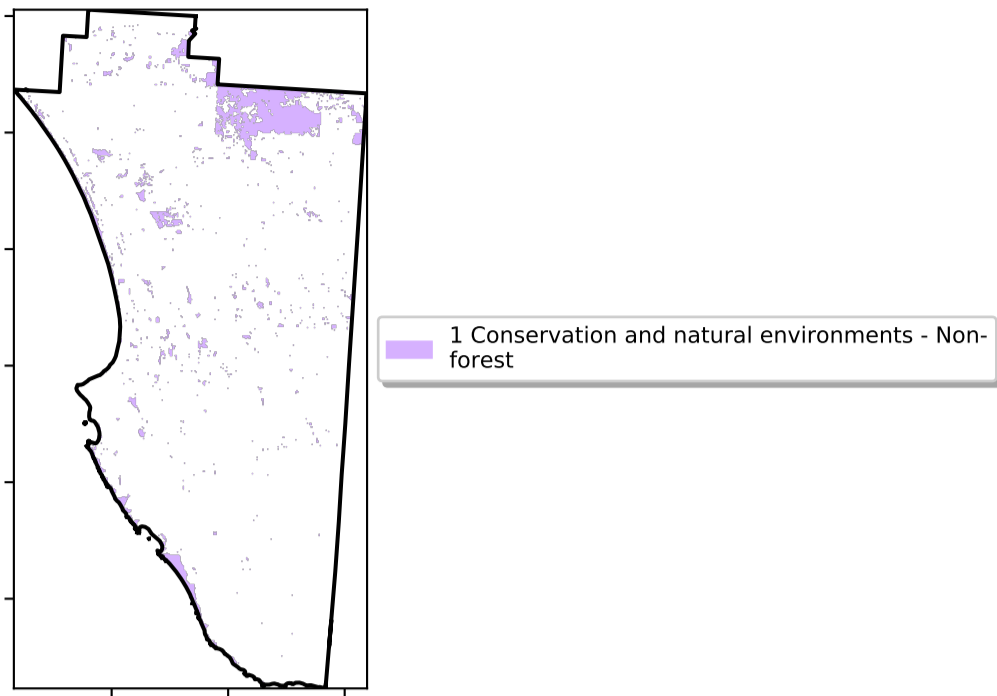 1 Conservation and natural environments - Non-
forest